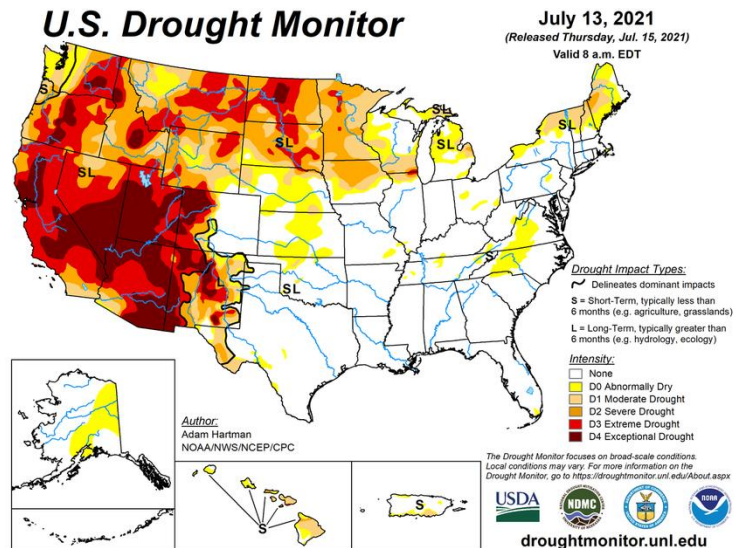 U.S. Drought Monitor
July 13, 2021
(Released Thursday, Jul. 15, 2021)
Valid 8 a.m. EDT
S
SL
SL
SL
SL
SL
SL
SL
S
L
Drought Impact Types:
Delineates dominant impacts
S = Short-Term, typically less than
6 months (e.g. agriculture, grasslands)
L = Long-Term, typically greater than
6 months (e.g. hydrology, ecology)
Intensity:
None
D0 Abnormally Dry
D1 Moderate Drought
D2 Severe Drought
D3 Extreme Drought
D4 Exceptional Drought
Author:
Adam Hartman
NOAA/NWS/NCEP/CPC
S
S
The Drought Monitor focuses on broad-scale conditions.
Local conditions may vary. For more information on the
Drought Monitor, go to https://droughtmonitor.unl.edu/About.aspx
USDA
NDMC
NOAA
droughtmonitor.unl.edu